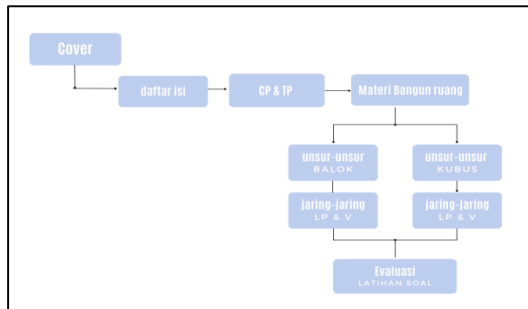 Cover
daftar isi
CP & TP
Materi Bangun ruang
unsur-unsur
BALOK
unsur-unsur
KUBUS
jaring-jaring
LP & V
jaring-jaring
LP & V
Evaluasi
LATIHAN SOAL